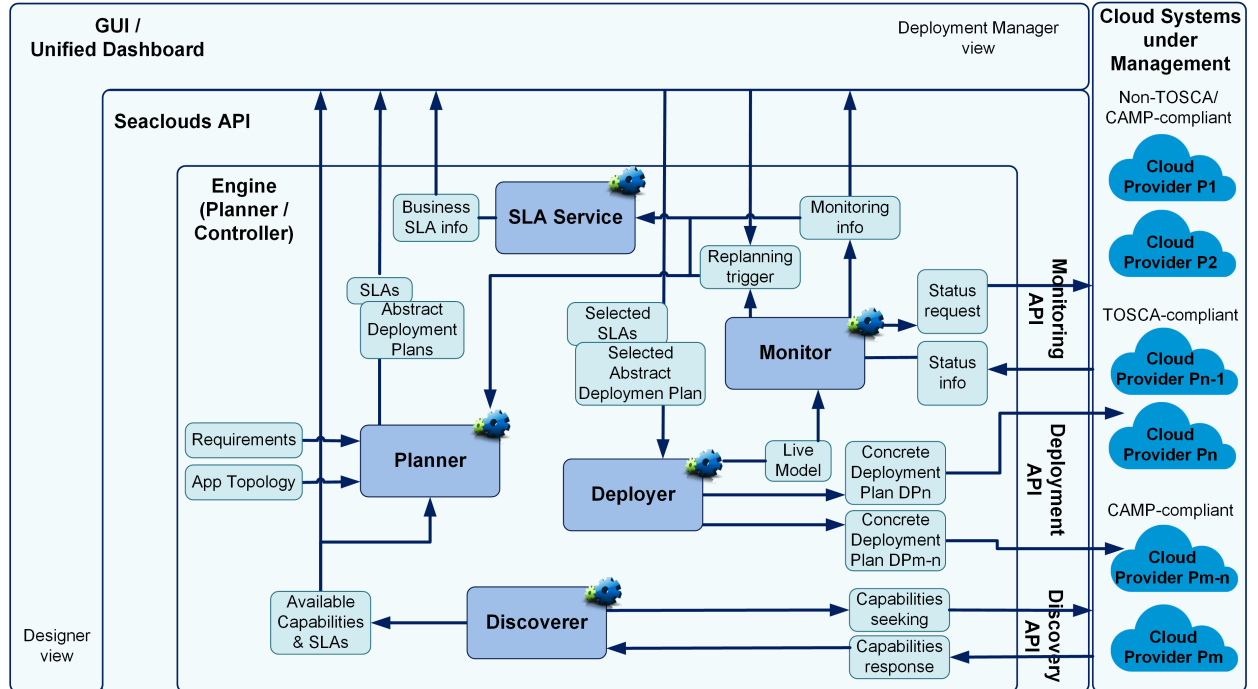 GUI /
Unified Dashboard
Deployment Manager
view
Cloud Systems
under
Management
Non-TOSCA/
CAMP-compliant
Cloud
Provider P1
Cloud
Provider P2
TOSCA-compliant
Cloud
Provider Pn-1
Cloud
Provider Pn
CAMP-compliant
Cloud
Provider Pm-n
Cloud
Provider Pm
Seaclouds API
Engine
(Planner /
Controller)
Business
SLA info
SLA Service
Monitoring
info
Replanning
trigger
SLAs
Abstract
Deployment
Plans
Selected
SLAs
Selected
Abstract
Deploymen Plan
Monitor
Status
request
Status
info
Monitoring
API
Requirements
App Topology
Planner
Deployer
Live
Model
Concrete
Deployment
Plan DPn
Concrete
Deployment
Plan DPm-n
Deployment
API
Available
Capabilities
& SLAs
Discoverer
Capabilities
seeking
Capabilities
response
Discovery
API
Designer
view